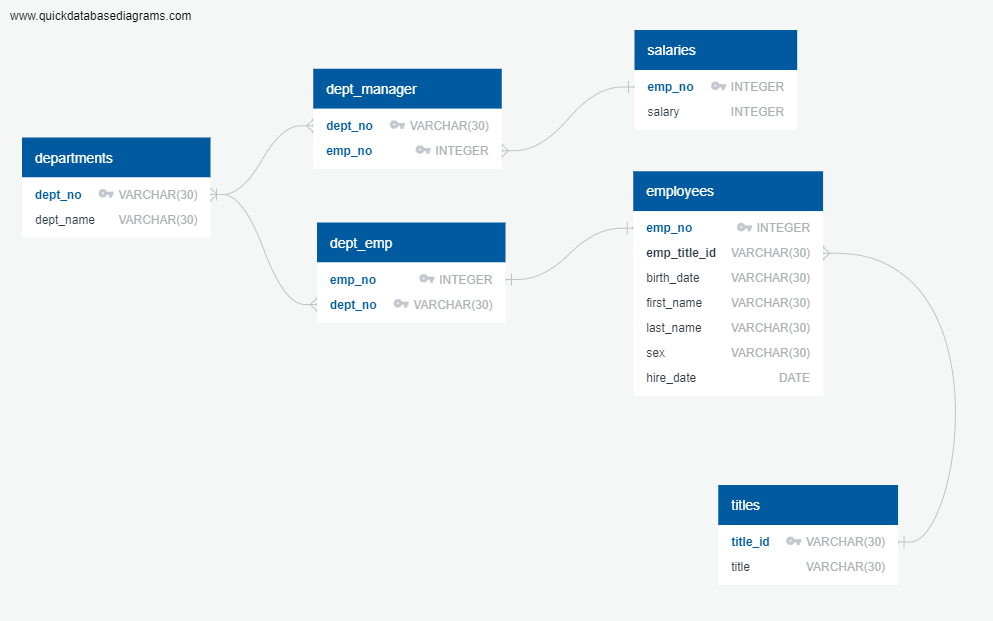 www.quickdatabasediagrams.com
departments
dept_no VARCHAR(30)
dept_name VARCHAR(30)
dept_manager
dept_no VARCHAR(30)
emp_no INTEGER
dept_emp
emp_no INTEGER
dept_no VARCHAR(30)
salaries
emp_no INTEGER
salary INTEGER
employees
emp_no INTEGER
emp_title_id VARCHAR(30)
birth_date VARCHAR(30)
first_name VARCHAR(30)
last_name VARCHAR(30)
sex VARCHAR(30)
hire_date DATE
titles
title_id VARCHAR(30)
title VARCHAR(30)